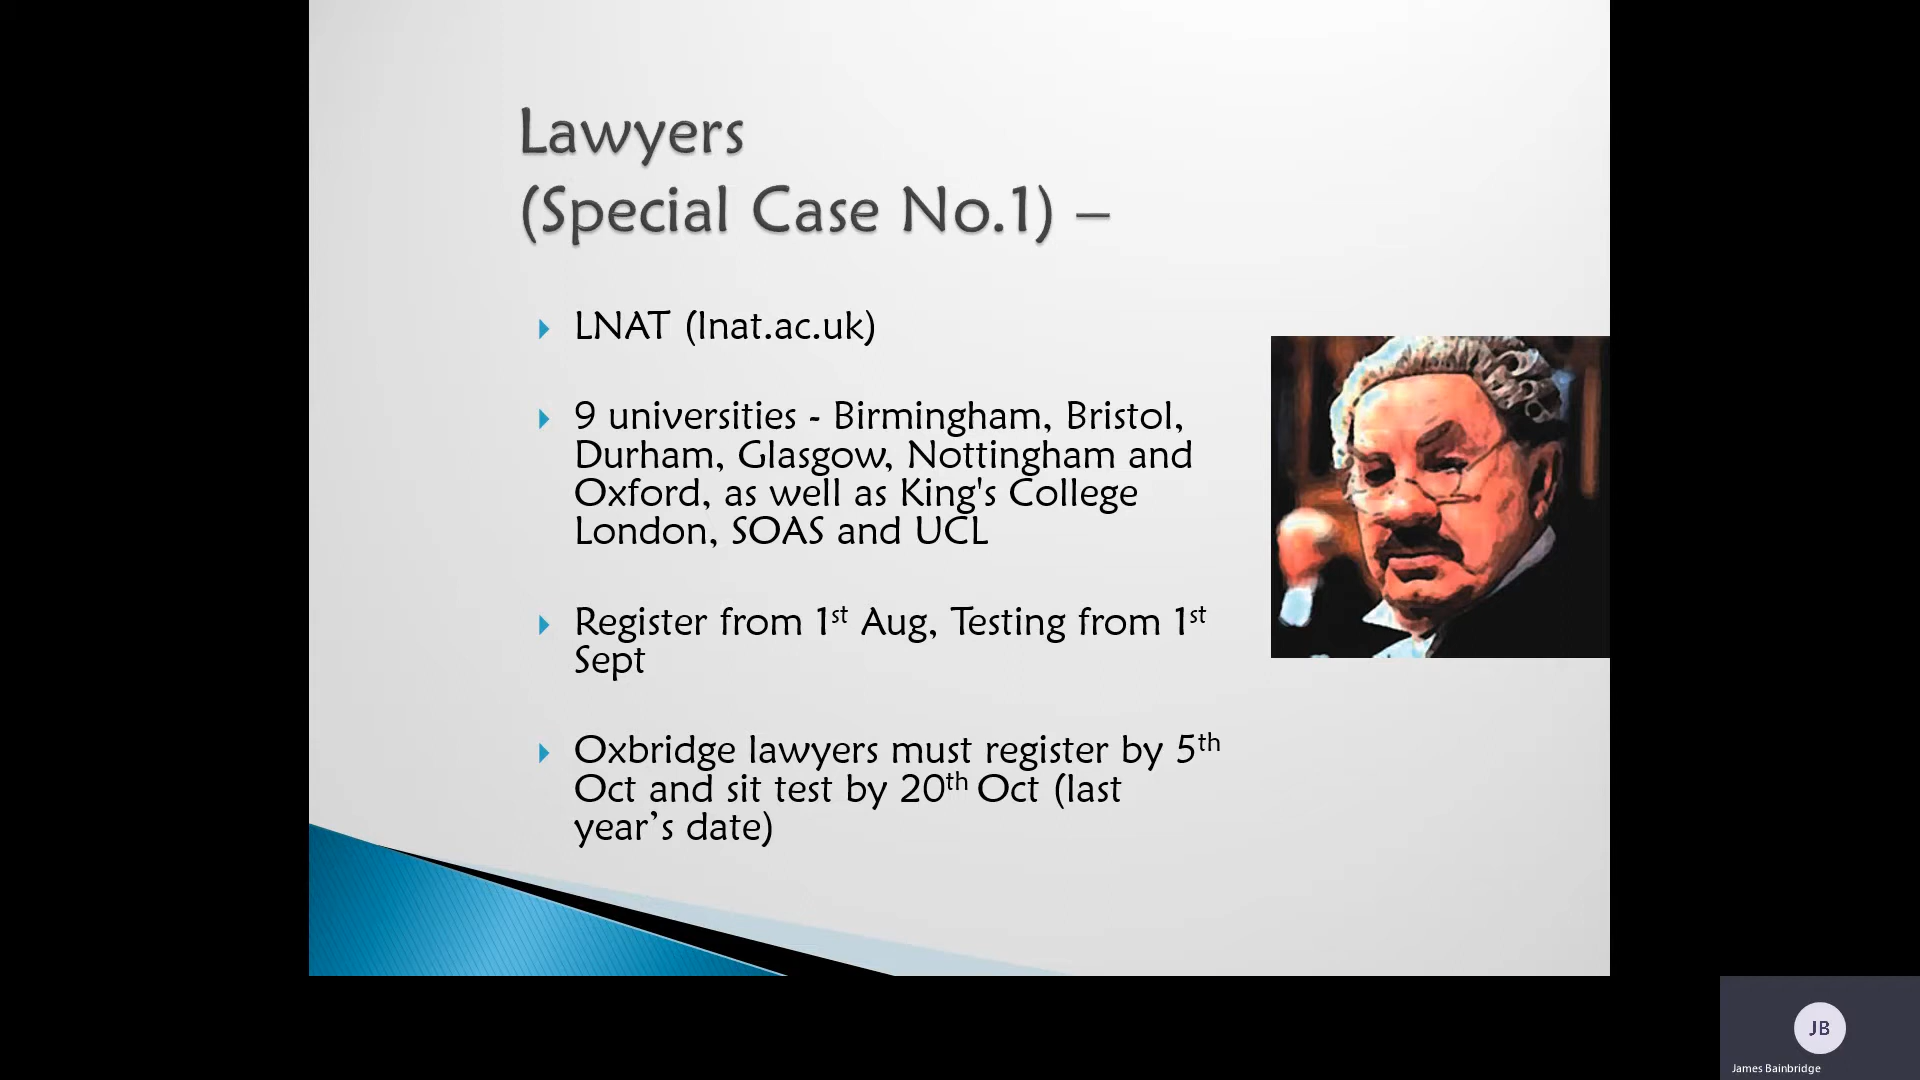 Lawyers
(Special Case No.1) –
LNAT (lnat.ac.uk)
9 universities - Birmingham, Bristol,
Durham, Glasgow, Nottingham and
Oxford, as well as King's College
London, SOAS and UCL
Register from 1st Aug, Testing from 1st
Sept
Oxbridge lawyers must register by 5th
Oct and sit test by 20th Oct (last
year’s date)
JB
James Bainbridge